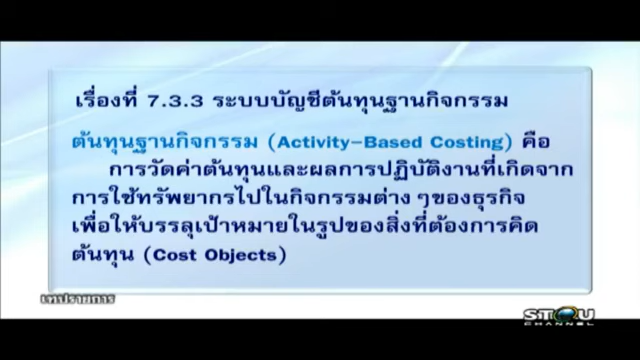 เรื่องที่ 7.3.3 ระบบบัญชีต้นทุนฐานกิจกรรม
ต้นทุนฐานกิจกรรม (Activity-Based Costing) คือ
การวัดค่าต้นทุนและผลการปฏิบัติงานที่เกิดจาก
การใช้ทรัพยากรไปในกิจกรรมต่าง ๆของธุรกิจ
เพื่อให้บรรลุเป้าหมายในรูปของสิ่งที่ต้องการคิด
ต้นทุน (Cost Objects)
เทปรายการ
STOU
CHANNEL